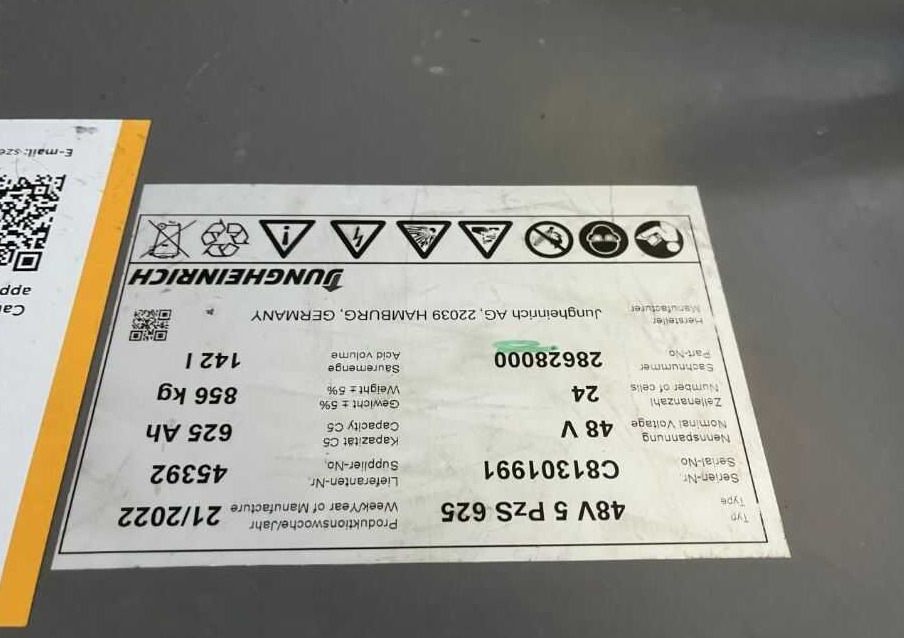 Typ 48V 5 PzS 625 Produktionswoche/Jahr 21/2022
Type Week/Year of Manufacture
Serien-Nr. C81301991 Lieferanten-Nr. 45392
Serial-No Supplier-No.
Nennspannung 48 V Kapazität C5 625 Ah
Nominal Voltage Capacity C5
Zellenanzahl 24 Gewicht ± 5% 856 kg
Number of cells Weight ± 5%
Sachnummer 28628000 Säuremenge 142 l
Part-No Acid volume
Hersteller Jungheinrich AG, 22039 HAMBURG, GERMANY
Manufacturer
JUNGHEINRICH
E-mail: